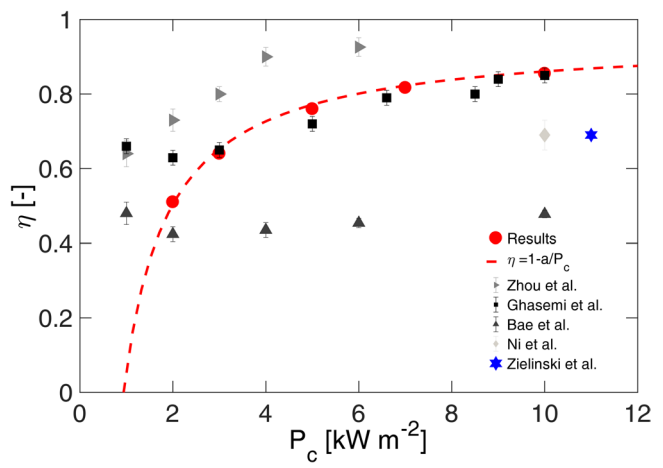 1
0.8
0.6
0.4
0.2
0
η [-]
0 2 4 6 8 10 12
P_c [kW m^-2]
Results
η =1-a/P_c
Zhou et al.
Ghasemi et al.
Bae et al.
Ni et al.
Zielinski et al.